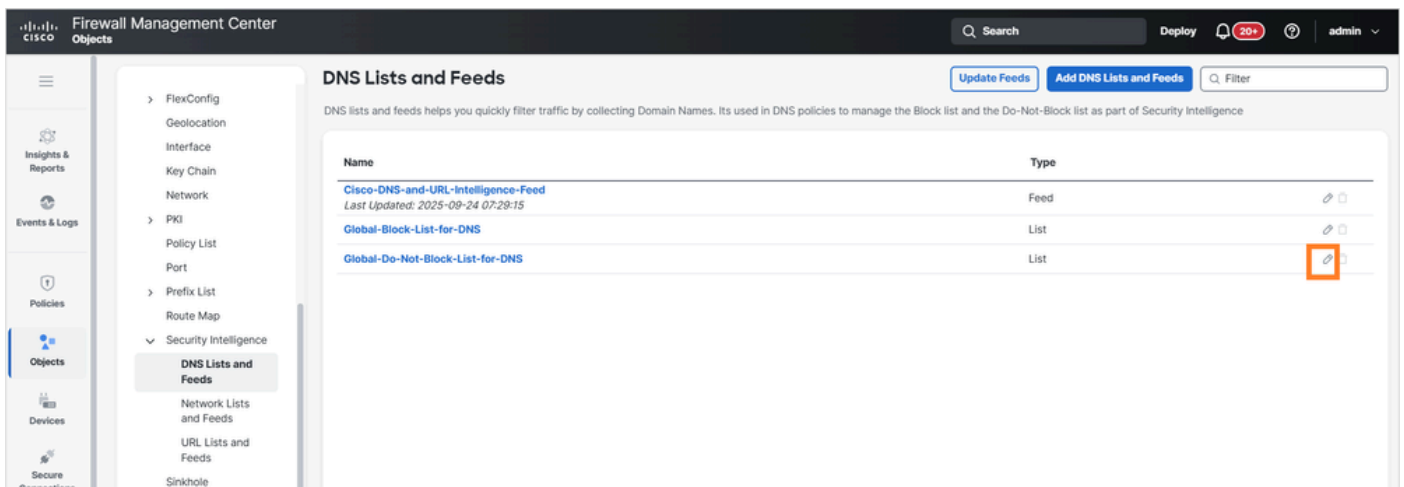 CISCO
Firewall Management Center
Objects
Search
Deploy
20+
admin
Insights &
Reports
Events & Logs
Policies
Objects
Devices
Secure
Connections
FlexConfig
Geolocation
Interface
Key Chain
Network
PKI
Policy List
Port
Prefix List
Route Map
Security Intelligence
DNS Lists and
Feeds
Network Lists
and Feeds
URL Lists and
Feeds
Sinkhole
DNS Lists and Feeds
Update Feeds
Add DNS Lists and Feeds
Filter
DNS lists and feeds helps you quickly filter traffic by collecting Domain Names. Its used in DNS policies to manage the Block list and the Do-Not-Block list as part of Security Intelligence
Name Type
Cisco-DNS-and-URL-Intelligence-Feed Feed
Last Updated: 2025-09-24 07:29:15
Global-Block-List-for-DNS List
Global-Do-Not-Block-List-for-DNS List